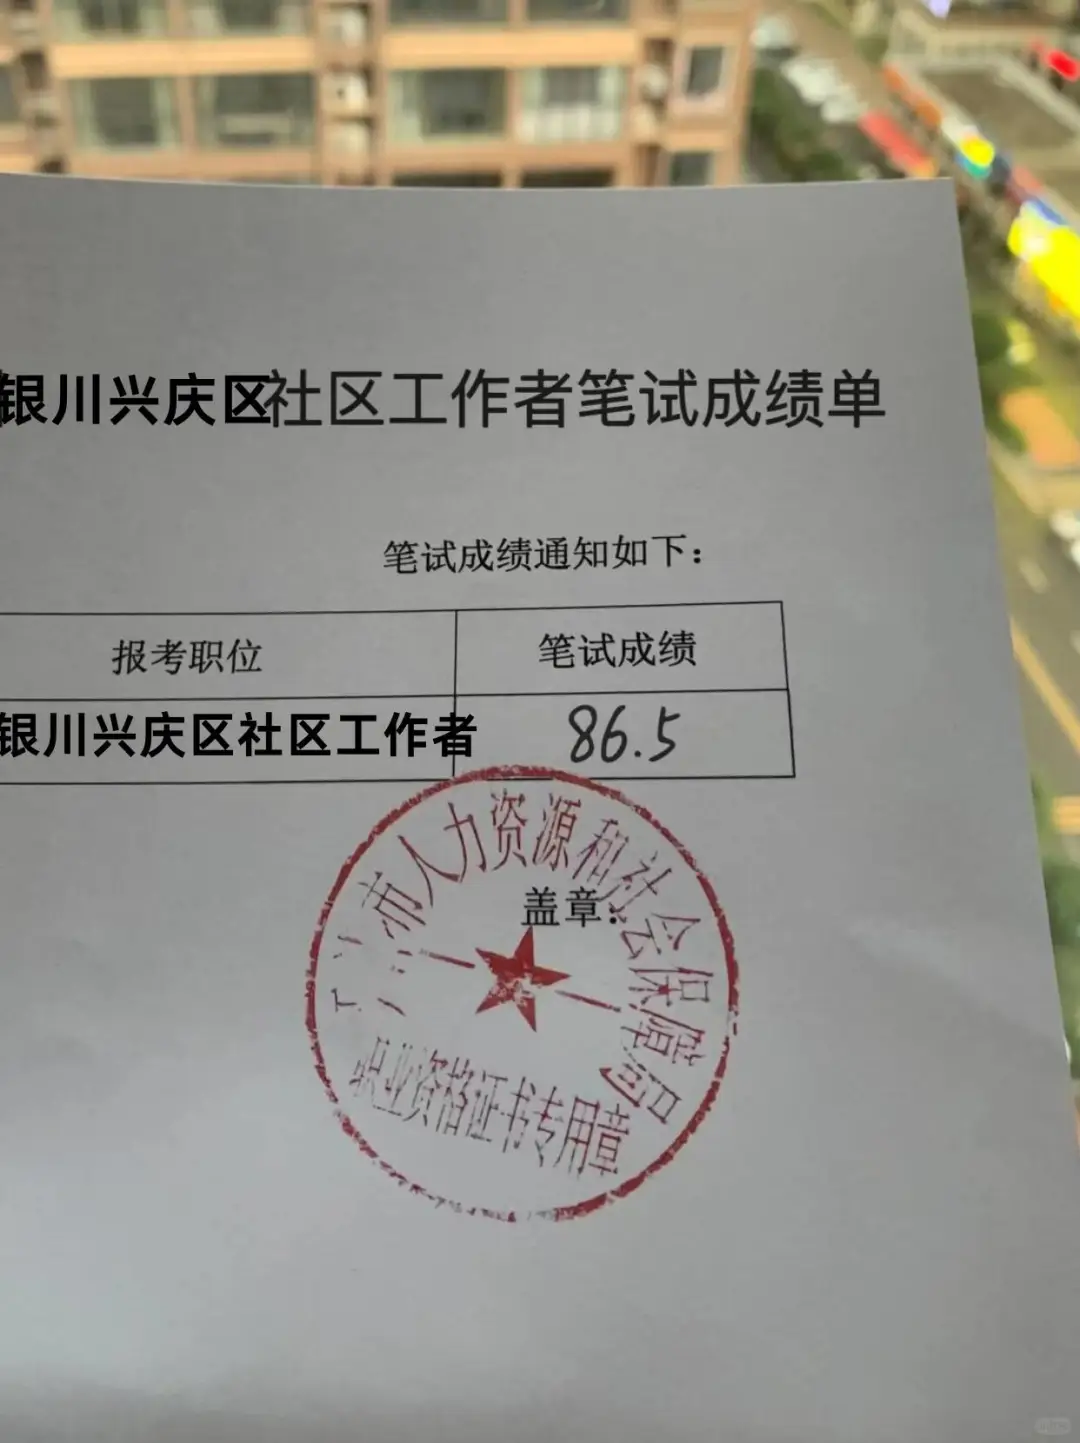 银川兴庆区社区工作者笔试成绩单
笔试成绩通知如下：
报考职位 笔试成绩
银川兴庆区社区工作者 86.5
市人力资源和社会保障局
盖章：
职业资格证书专用章